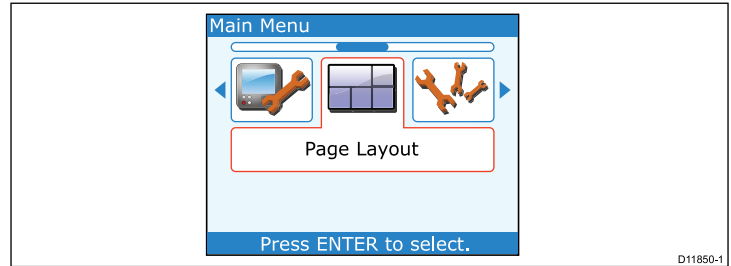 Main Menu
Page Layout
Press ENTER to select.
D11850-1